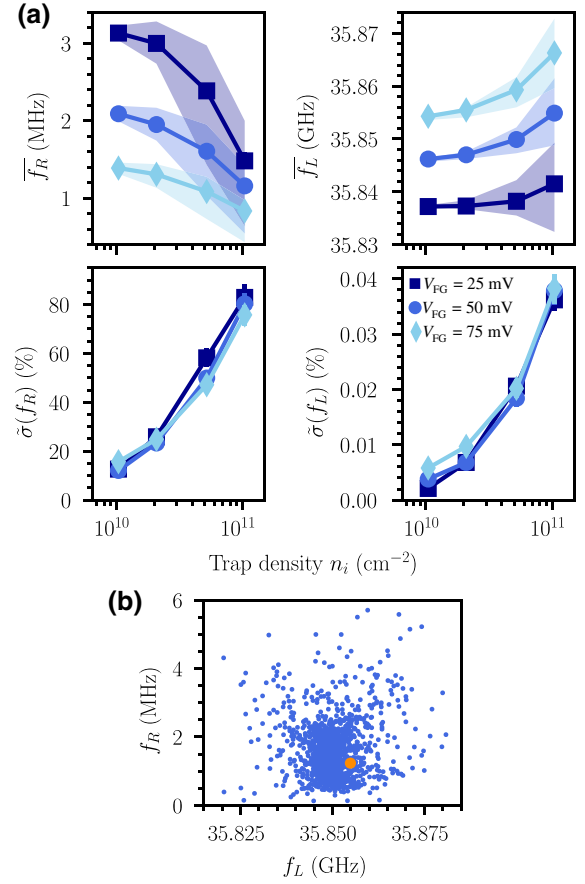 (a)
3
2
1
f̅_R (MHz)
35.87
35.86
35.85
35.84
35.83
f̅_L (GHz)
80
60
40
20
0
σ̃(f_R) (%)
10^10
10^11
0.04
0.03
0.02
0.01
0.00
σ̃(f_L) (%)
V_FG = 25 mV
V_FG = 50 mV
V_FG = 75 mV
10^10
10^11
Trap density n_i (cm^−2)
(b)
6
4
2
0
f_R (MHz)
35.825
35.850
35.875
f_L (GHz)